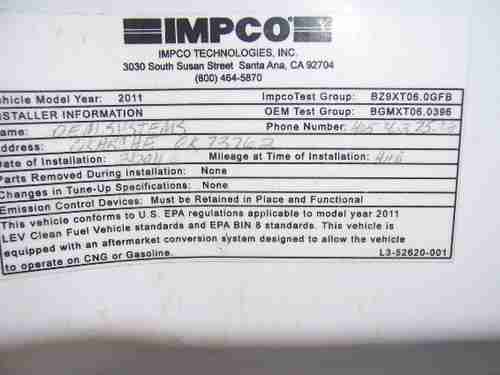 IMPCO®
IMPCO TECHNOLOGIES, INC.
3030 South Susan Street Santa Ana, CA 92704
(800) 464-5870
ehicle Model Year: 2011 ImpcoTest Group: BZ9XT06.0GFB
NSTALLER INFORMATION OEM Test Group: BGMXT06.0396
ame: OEM SYSTEMS Phone Number: 405
ddress: OKARCHE OK 73762
Date of Installation: Mileage at Time of Installation:
Parts Removed During Installation: None
Changes in Tune-Up Specifications: None
Emission Control Devices: Must be Retained in Place and Functional
This vehicle conforms to U.S. EPA regulations applicable to model year 2011
LEV Clean Fuel Vehicle standards and EPA BIN 8 standards. This vehicle is
equipped with an aftermarket conversion system designed to allow the vehicle
to operate on CNG or Gasoline. L3-52620-001